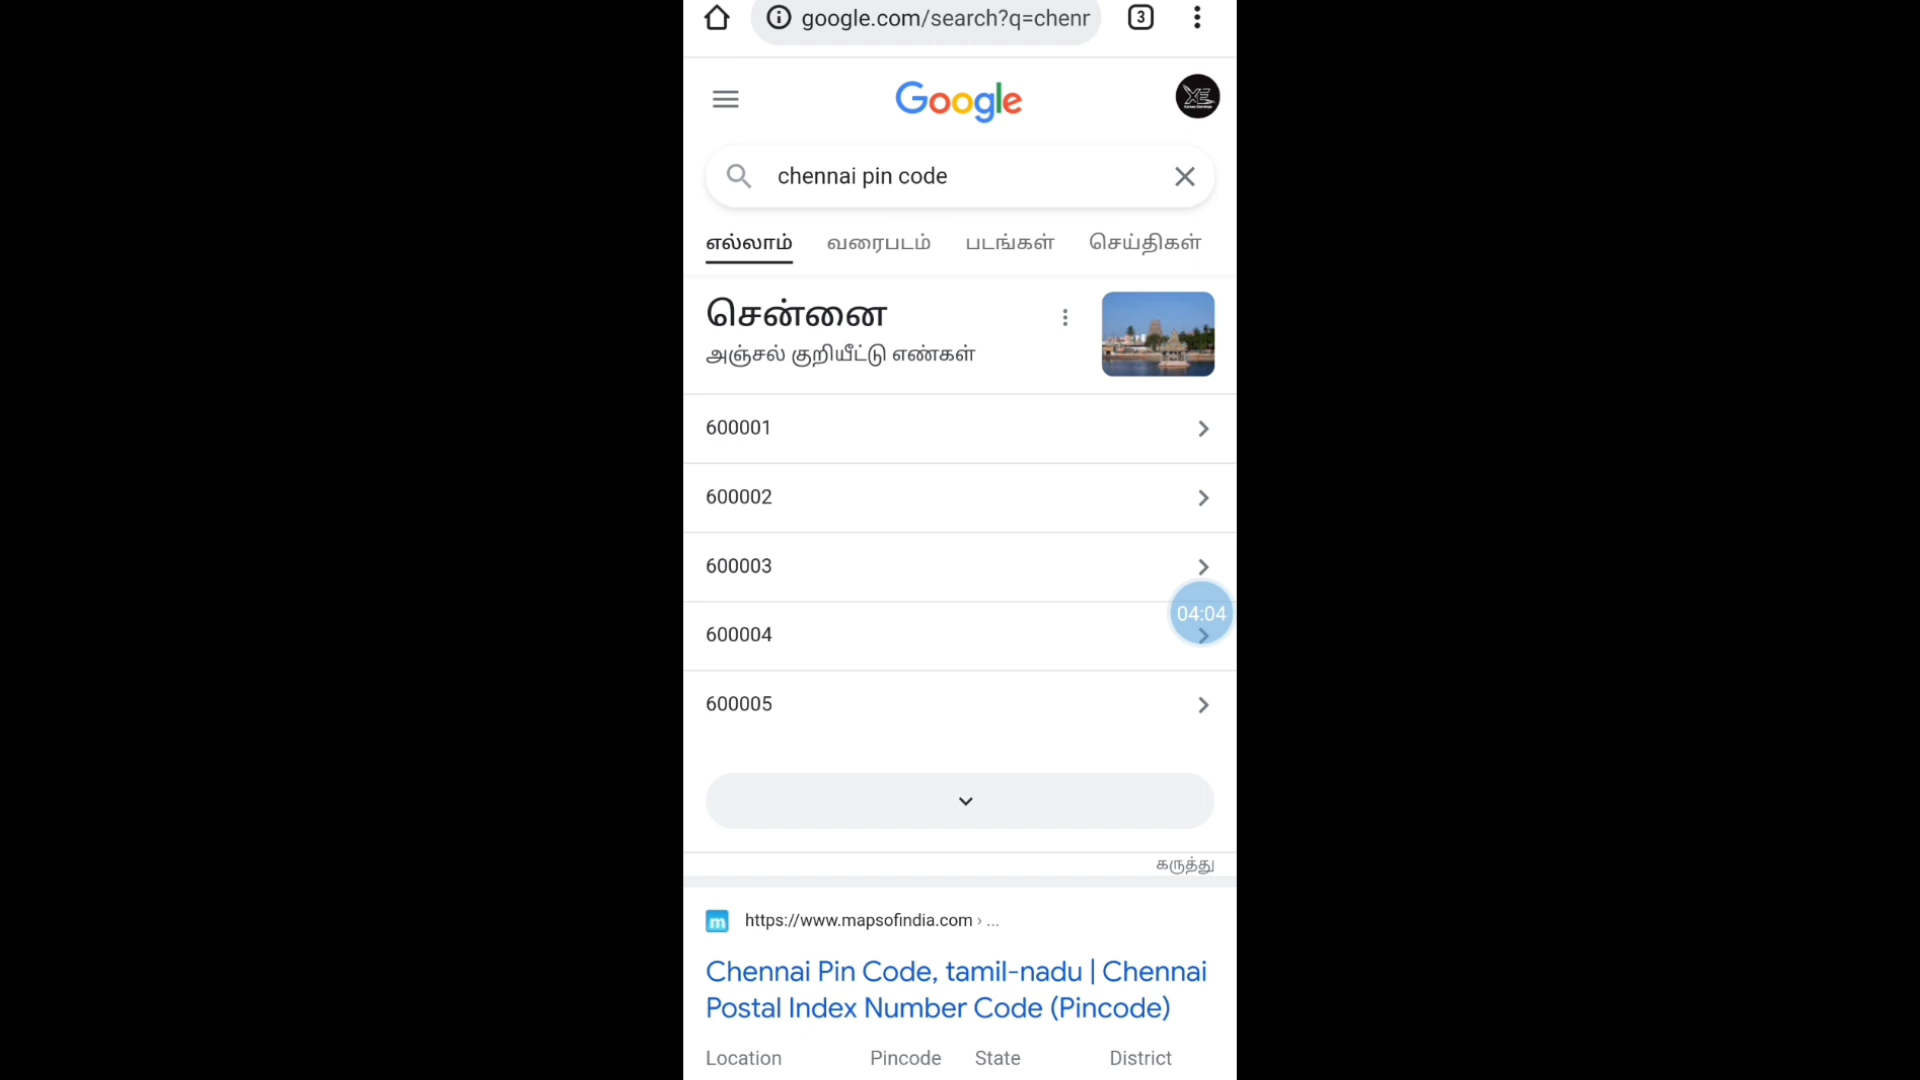 google.com/search?q=chenr
3
Google
XE
chennai pin code
எல்லாம் வரைபடம் படங்கள் செய்திகள்
சென்னை
அஞ்சல் குறியீட்டு எண்கள்
600001
600002
600003
04:04
600004
600005
கருத்து
m https://www.mapsofindia.com › ...
Chennai Pin Code, tamil-nadu | Chennai
Postal Index Number Code (Pincode)
Location Pincode State District